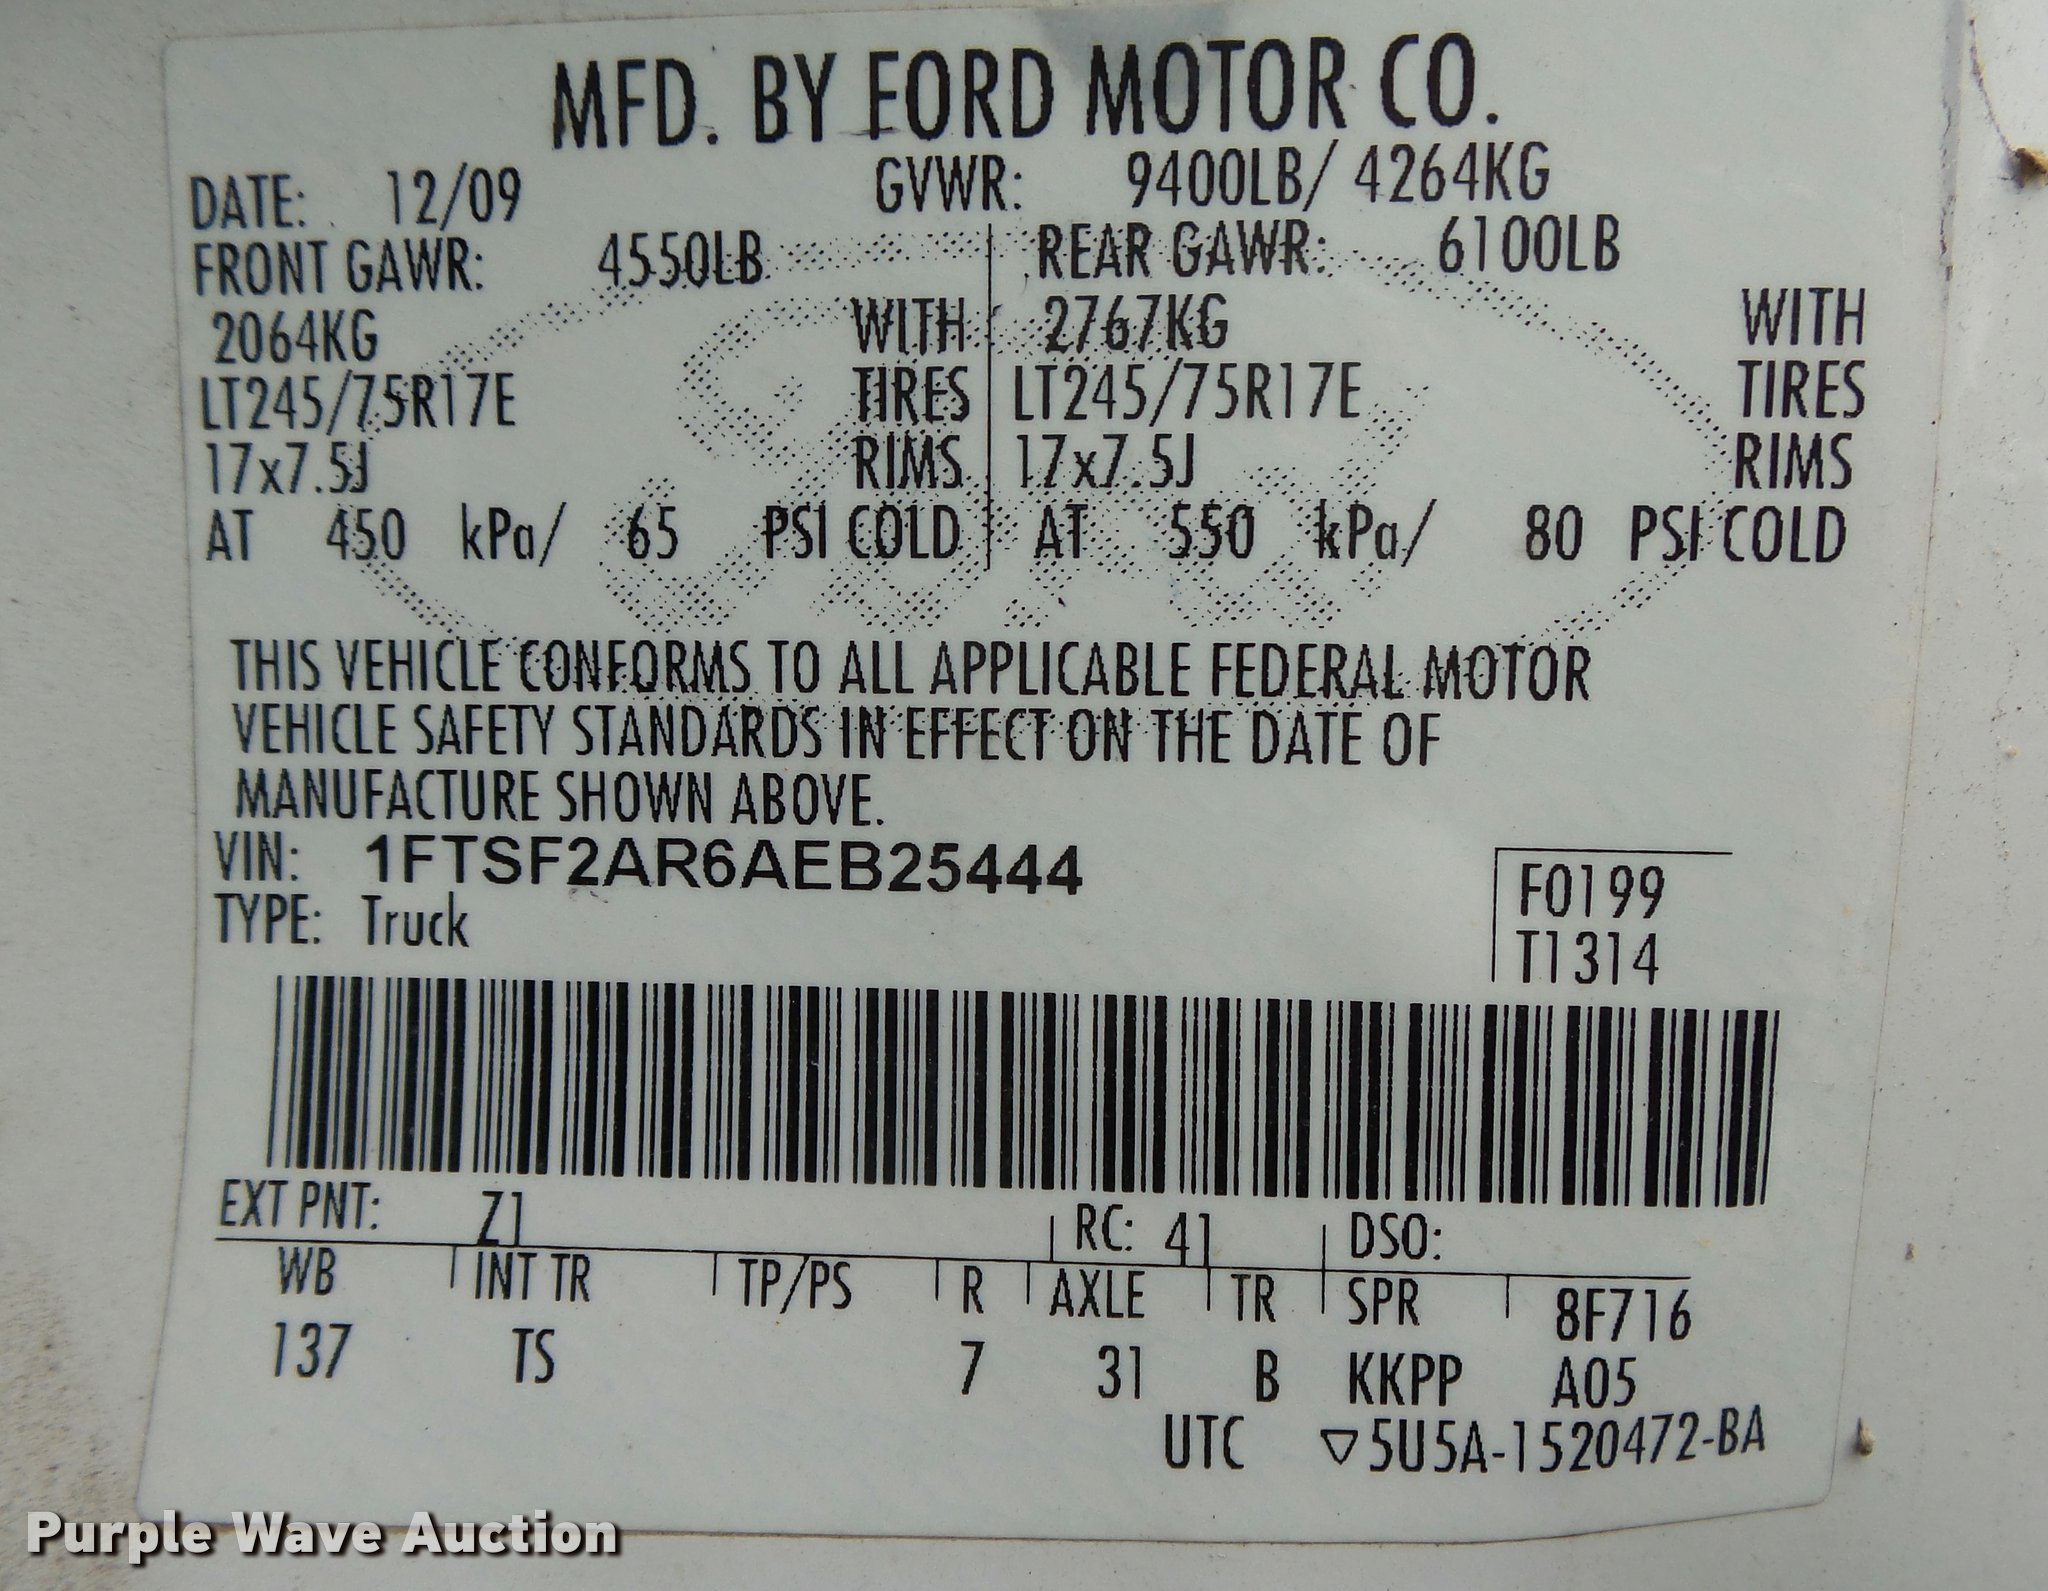 MFD. BY FORD MOTOR CO.
DATE: 12/09 GVWR: 9400LB/ 4264KG
FRONT GAWR: 4550LB REAR GAWR: 6100LB
2064KG WITH 2767KG WITH
LT245/75R17E TIRES LT245/75R17E TIRES
17x7.5J RIMS 17x7.5J RIMS
AT 450 kPa/ 65 PSI COLD AT 550 kPa/ 80 PSI COLD
THIS VEHICLE CONFORMS TO ALL APPLICABLE FEDERAL MOTOR
VEHICLE SAFETY STANDARDS IN EFFECT ON THE DATE OF
MANUFACTURE SHOWN ABOVE.
VIN: 1FTSF2AR6AEB25444
F0199
TYPE: Truck
T1314
EXT PNT: Z1 RC: 41 DSO:
WB INT TR TP/PS R AXLE TR SPR 8F716
137 TS 7 31 B KKPP A05
UTC ▽5U5A-1520472-BA
Purple Wave Auction